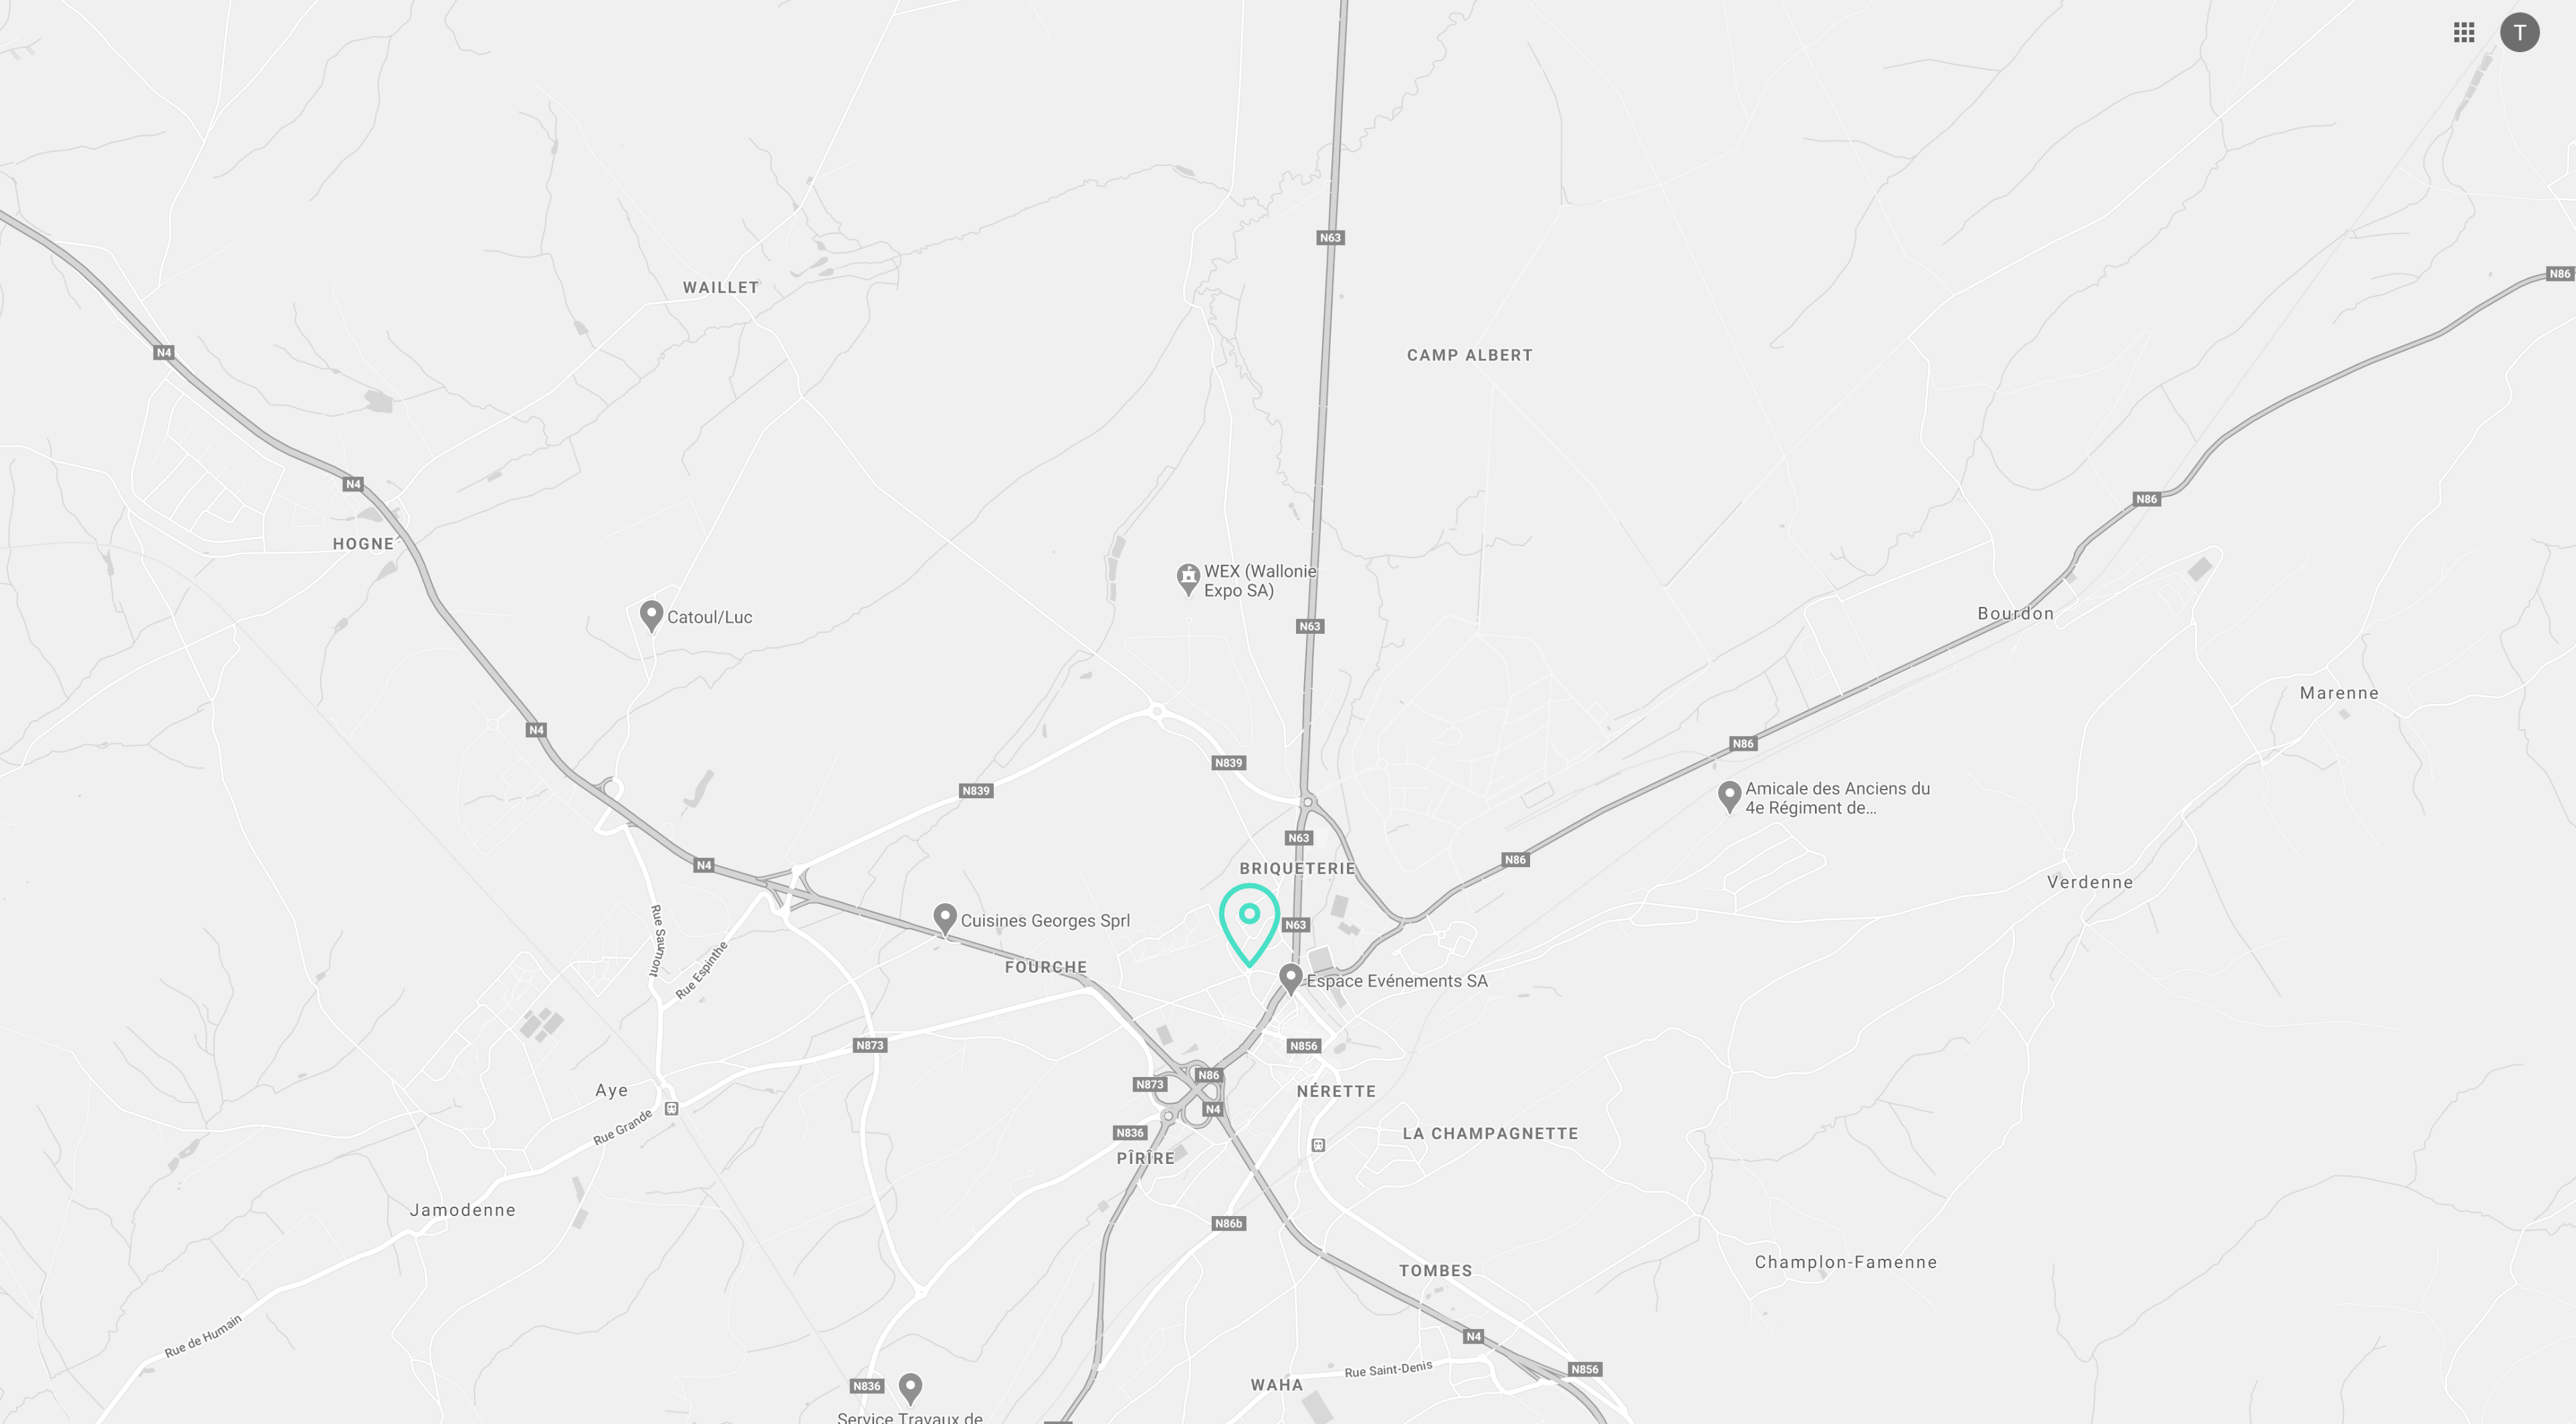 T
N63
N86
WAILLET
N4
CAMP ALBERT
N4
N86
HOGNE
WEX (Wallonie
Expo SA)
Catoul/Luc
N63
Bourdon
Marenne
N4
N86
N839
N839
Amicale des Anciens du
4e Régiment de...
N63
N4
BRIQUETERIE
N86
Verdenne
Rue Saumont
Rue Espinthe
Cuisines Georges Sprl
N63
FOURCHE
Espace Evénements SA
N873
N856
Aye
N873
N86
NÉRETTE
N4
Rue Grande
N836
LA CHAMPAGNETTE
PÎRÎRE
Jamodenne
N86b
Champlon-Famenne
TOMBES
Rue de Humain
N4
Rue Saint-Denis
N856
N836
WAHA
Service Travaux de